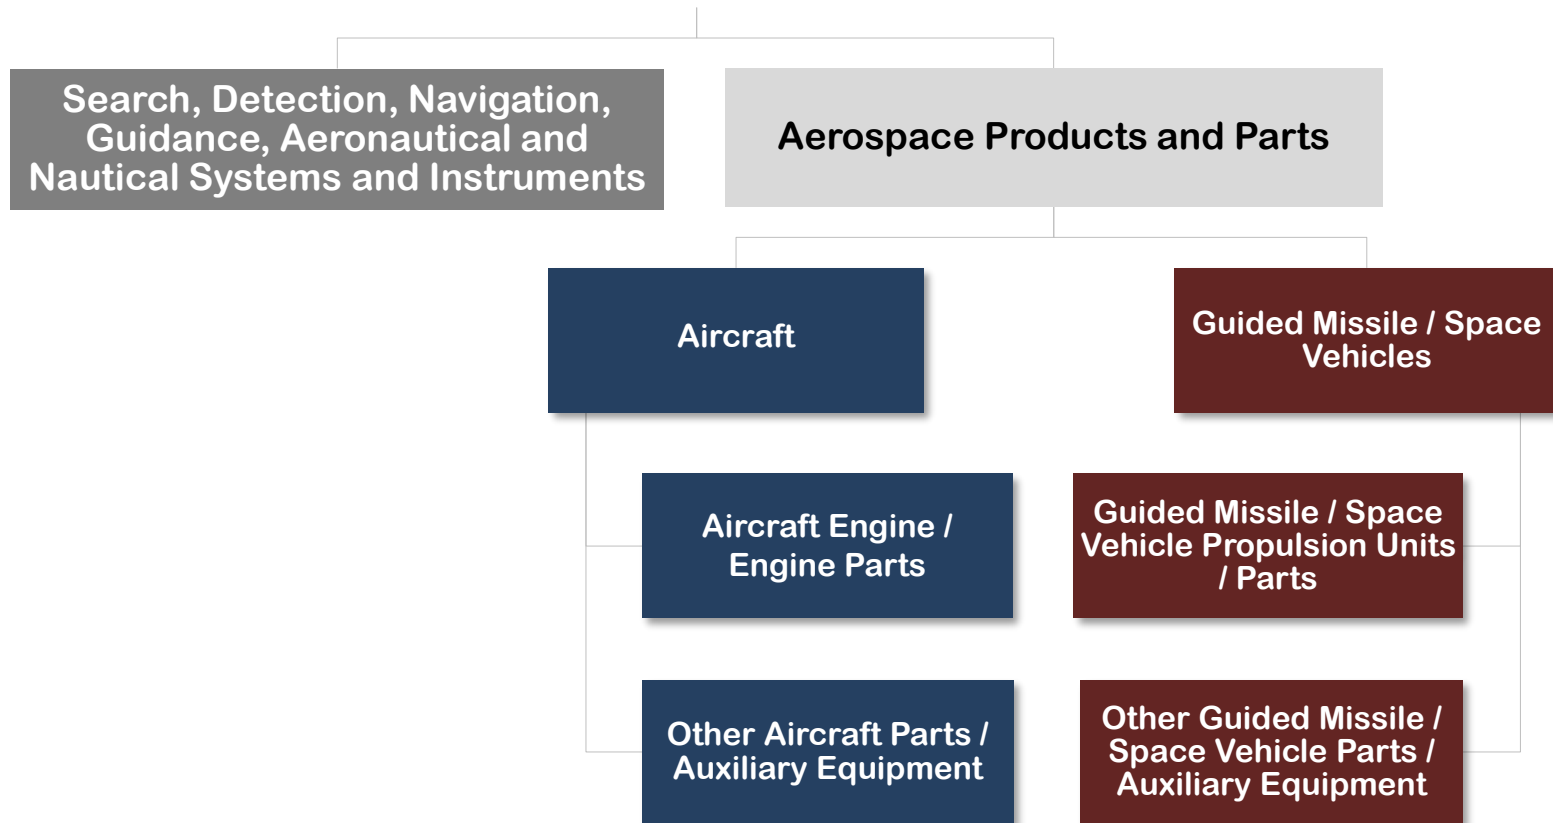 Search, Detection, Navigation,
Guidance, Aeronautical and
Nautical Systems and Instruments
Aerospace Products and Parts
Aircraft
Guided Missile / Space
Vehicles
Aircraft Engine /
Engine Parts
Guided Missile / Space
Vehicle Propulsion Units
/ Parts
Other Aircraft Parts /
Auxiliary Equipment
Other Guided Missile /
Space Vehicle Parts /
Auxiliary Equipment